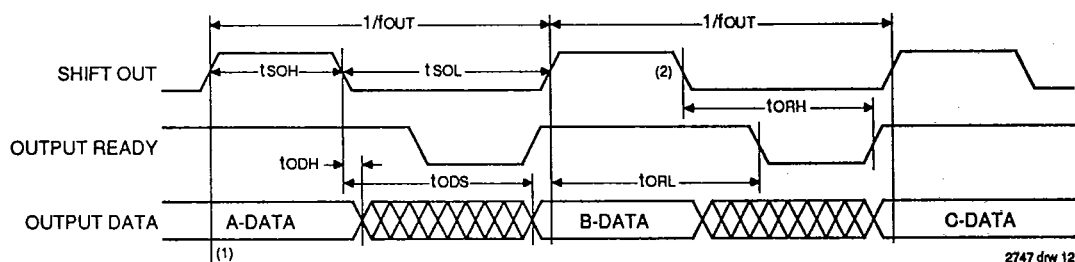 1/fOUT 1/fOUT
SHIFT OUT tSOH tSOL (2)
tORH
OUTPUT READY
tODH tODS tORL
OUTPUT DATA A-DATA B-DATA C-DATA
(1)
2747 drw 12